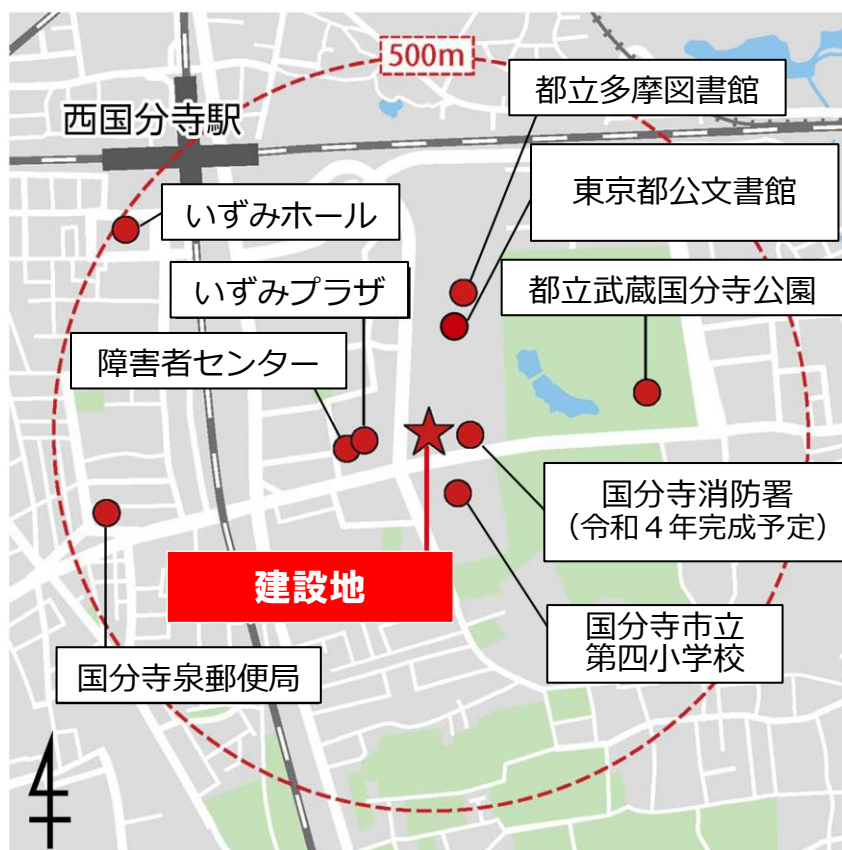 500m
都立多摩図書館
西国分寺駅
東京都公文書館
いずみホール
いずみプラザ
都立武蔵国分寺公園
障害者センター
国分寺消防署
（令和４年完成予定）
建設地
国分寺市立
第四小学校
国分寺泉郵便局